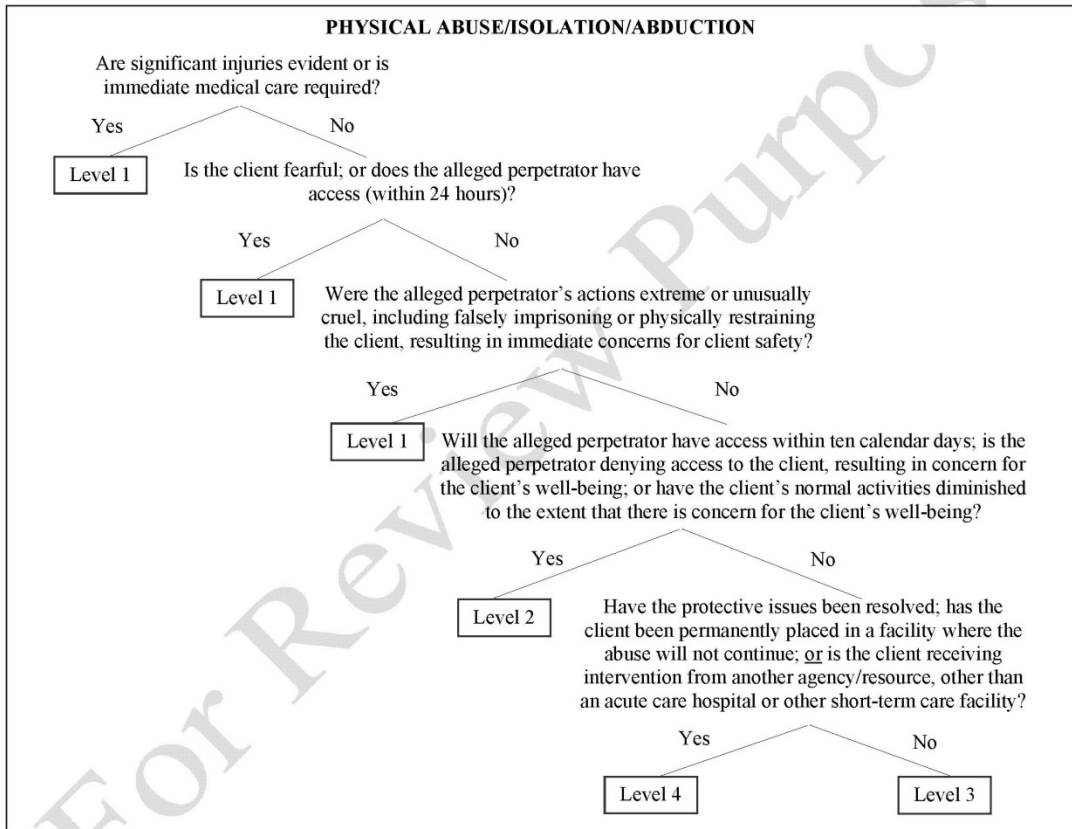 PHYSICAL ABUSE/ISOLATION/ABDUCTION
Are significant injuries evident or is
immediate medical care required?
Yes
No
Level 1
Is the client fearful; or does the alleged perpetrator have
access (within 24 hours)?
Yes
No
Level 1
Were the alleged perpetrator’s actions extreme or unusually
cruel, including falsely imprisoning or physically restraining
the client, resulting in immediate concerns for client safety?
Yes
No
Level 1
Will the alleged perpetrator have access within ten calendar days; is the
alleged perpetrator denying access to the client, resulting in concern for
the client’s well-being; or have the client’s normal activities diminished
to the extent that there is concern for the client’s well-being?
Yes
No
Level 2
Have the protective issues been resolved; has the
client been permanently placed in a facility where the
abuse will not continue; or is the client receiving
intervention from another agency/resource, other than
an acute care hospital or other short-term care facility?
Yes
No
Level 4
Level 3
For Review Purpos